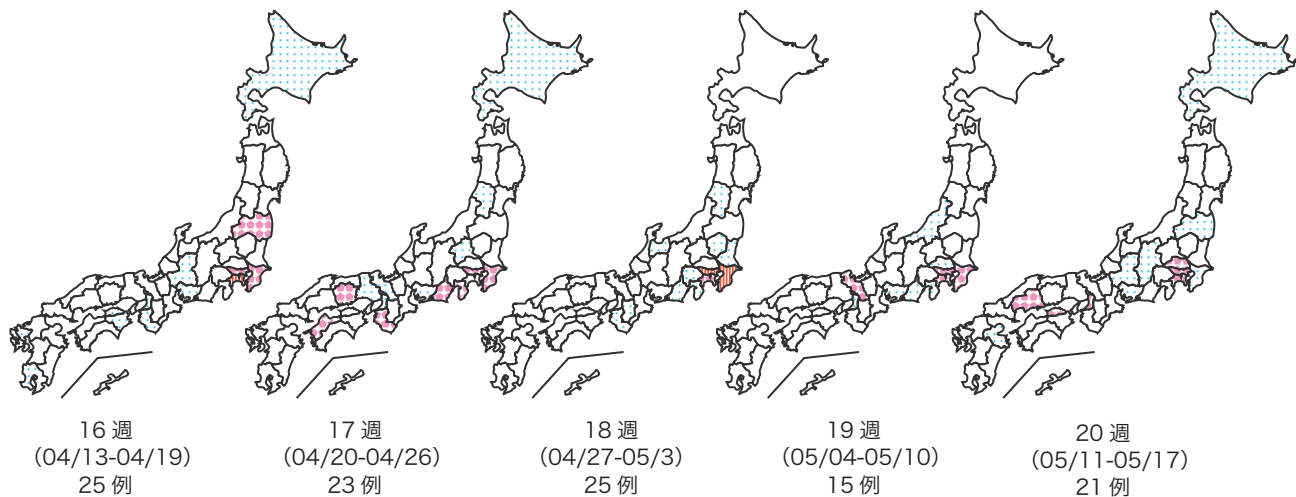 16 週
(04/13-04/19)
25 例
17 週
(04/20-04/26)
23 例
18 週
(04/27-05/3)
25 例
19 週
(05/04-05/10)
15 例
20 週
(05/11-05/17)
21 例